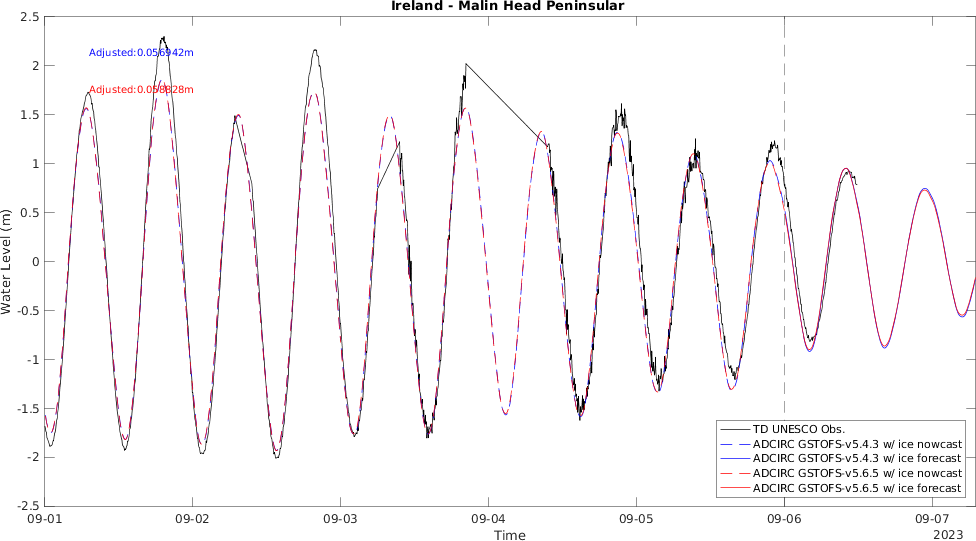 Ireland - Malin Head Peninsular
Adjusted:0.056942m
Adjusted:0.058828m
Water Level (m)
2.5
2
1.5
1
0.5
0
-0.5
-1
-1.5
-2
-2.5
TD UNESCO Obs.
ADCIRC GSTOFS-v5.4.3 w/ ice nowcast
ADCIRC GSTOFS-v5.4.3 w/ ice forecast
ADCIRC GSTOFS-v5.6.5 w/ ice nowcast
ADCIRC GSTOFS-v5.6.5 w/ ice forecast
09-01 09-02 09-03 09-04 09-05 09-06 09-07
Time
2023